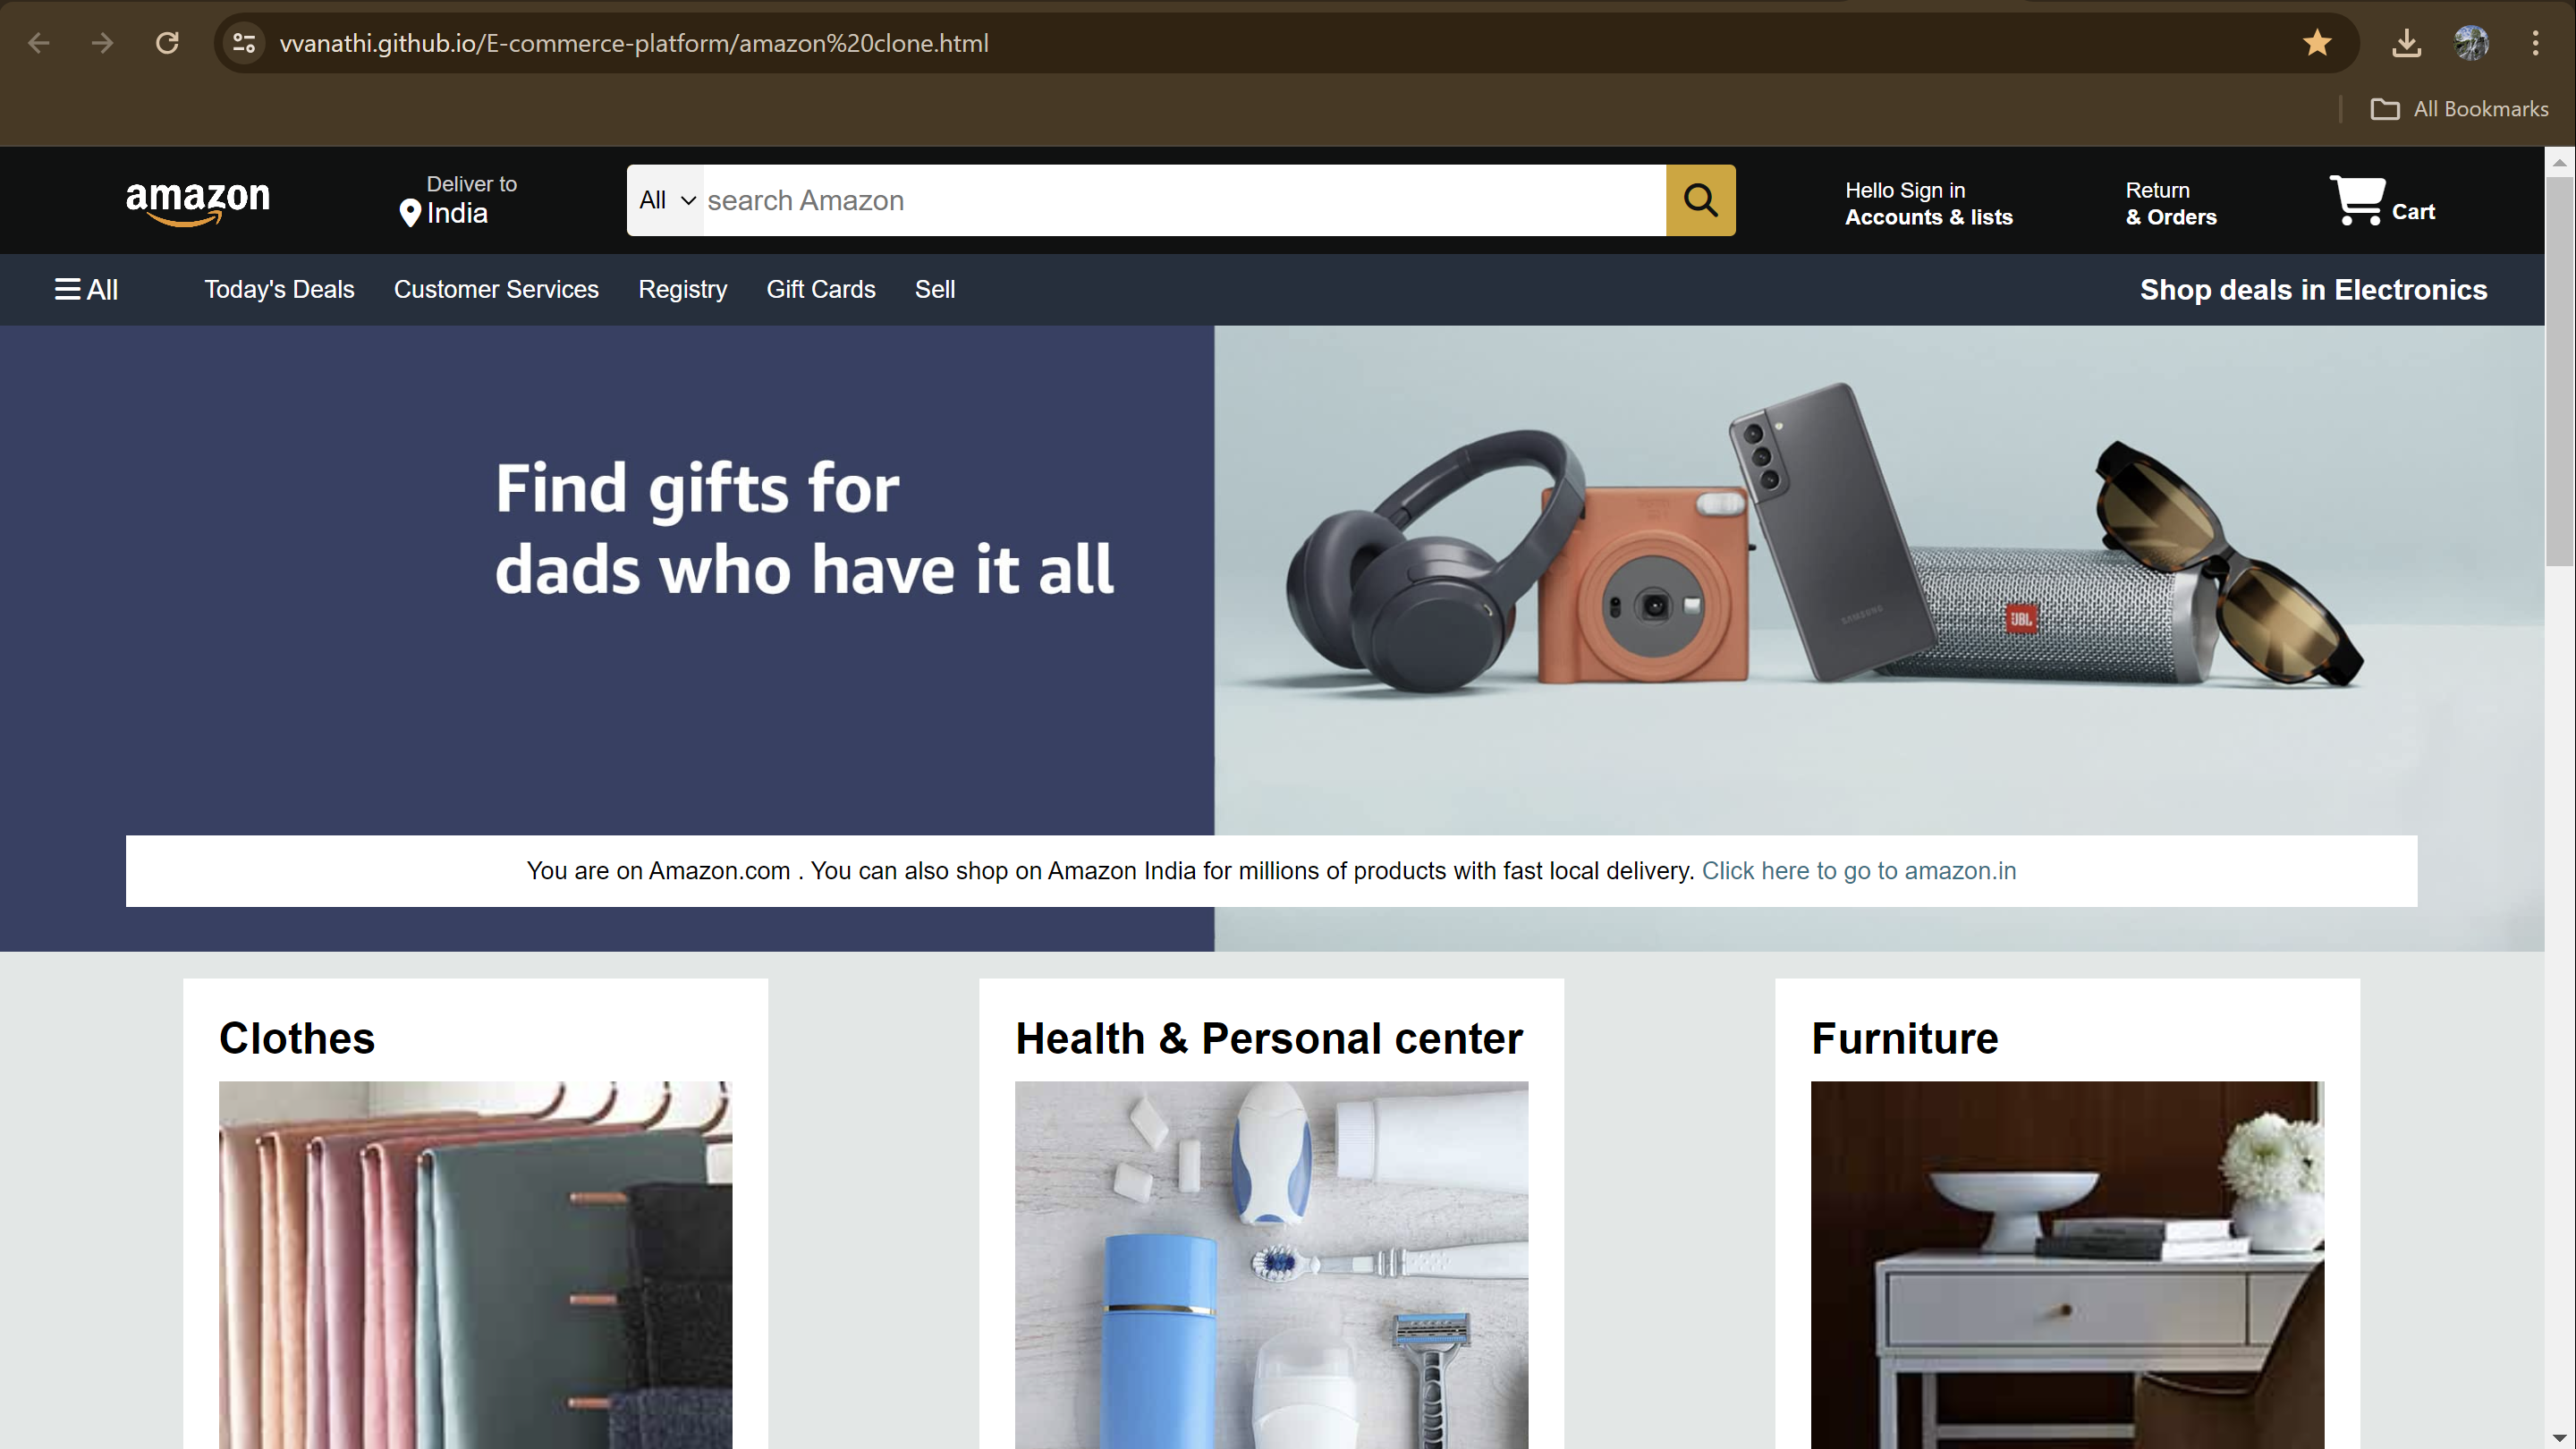 vvanathi.github.io/E-commerce-platform/amazon%20clone.html
All Bookmarks
amazon
Deliver to
India
All
search Amazon
Hello Sign in
Accounts & lists
Return
& Orders
Cart
All
Today's Deals
Customer Services
Registry
Gift Cards
Sell
Shop deals in Electronics
Find gifts for
dads who have it all
SAMSUNG
JBL
You are on Amazon.com . You can also shop on Amazon India for millions of products with fast local delivery. Click here to go to amazon.in
Clothes
Health & Personal center
Furniture